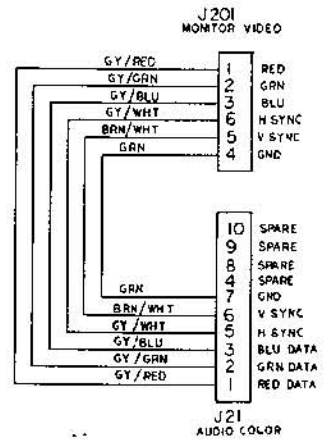 J201
MONITOR VIDEO
GY/RED 1 RED
GY/GRN 2 GRN
GY/BLU 3 BLU
GY/WHT 6 H SYNC
BRN/WHT 5 V SYNC
GRN 4 GND
10 SPARE
9 SPARE
8 SPARE
4 SPARE
GRN 7 GND
BRN/WHT 6 V SYNC
GY/WHT 5 H SYNC
GY/BLU 3 BLU DATA
GY/GRN 2 GRN DATA
GY/RED 1 RED DATA
J21
AUDIO COLOR